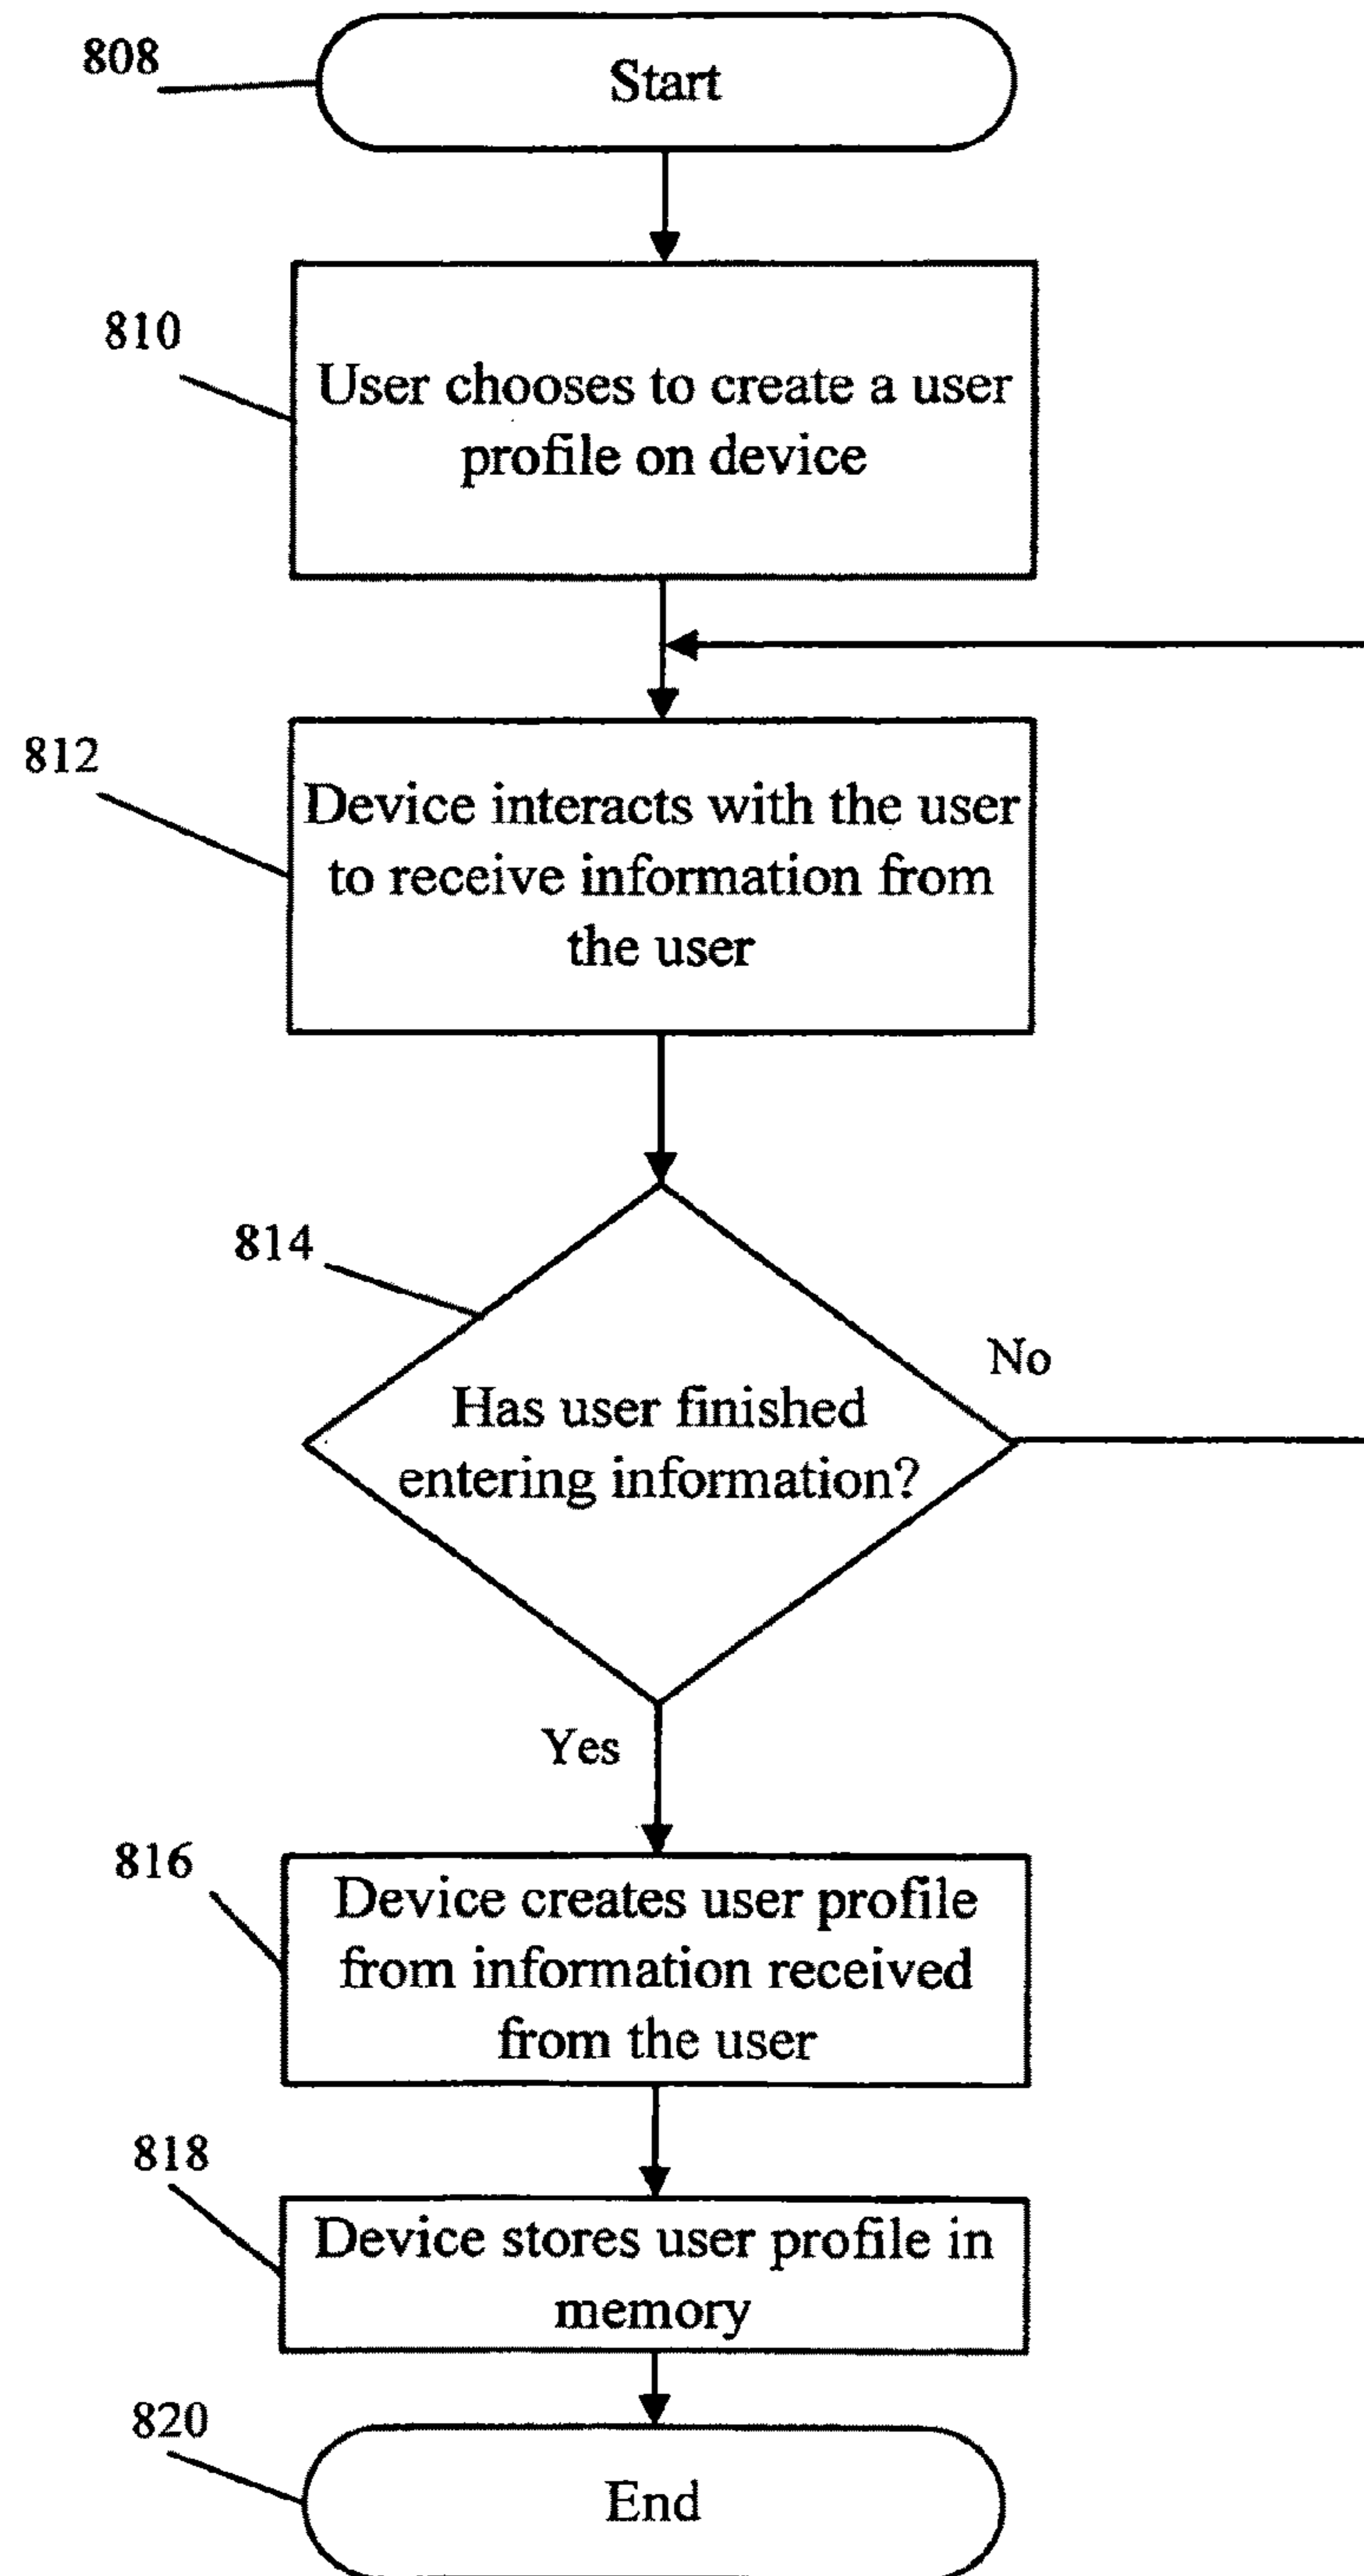 808
Start
810
User chooses to create a user
profile on device
812
Device interacts with the user
to receive information from
the user
814
Has user finished
entering information?
No
Yes
816
Device creates user profile
from information received
from the user
818
Device stores user profile in
memory
820
End